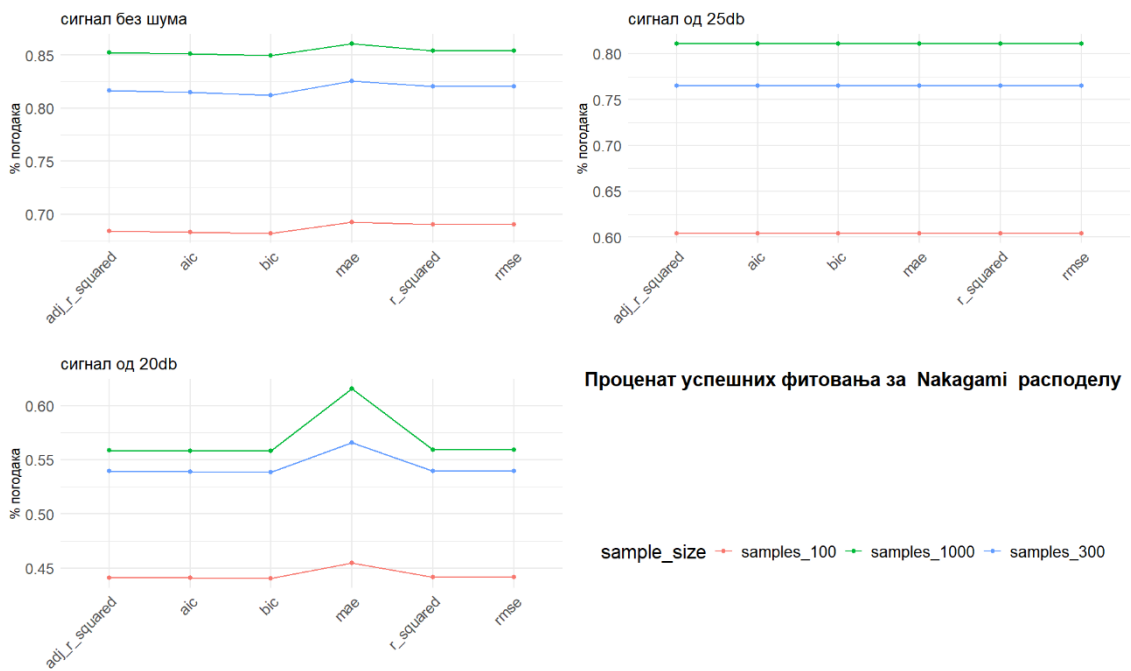 сигнал без шума
% погодака
0.85
0.80
0.75
0.70
adj_r_squared
aic
bic
mae
r_squared
rmse
сигнал од 25db
% погодака
0.80
0.75
0.70
0.65
0.60
adj_r_squared
aic
bic
mae
r_squared
rmse
сигнал од 20db
% погодака
0.60
0.55
0.50
0.45
adj_r_squared
aic
bic
mae
r_squared
rmse
Проценат успешних фитовања за Nakagami расподелу
sample_size samples_100 samples_1000 samples_300